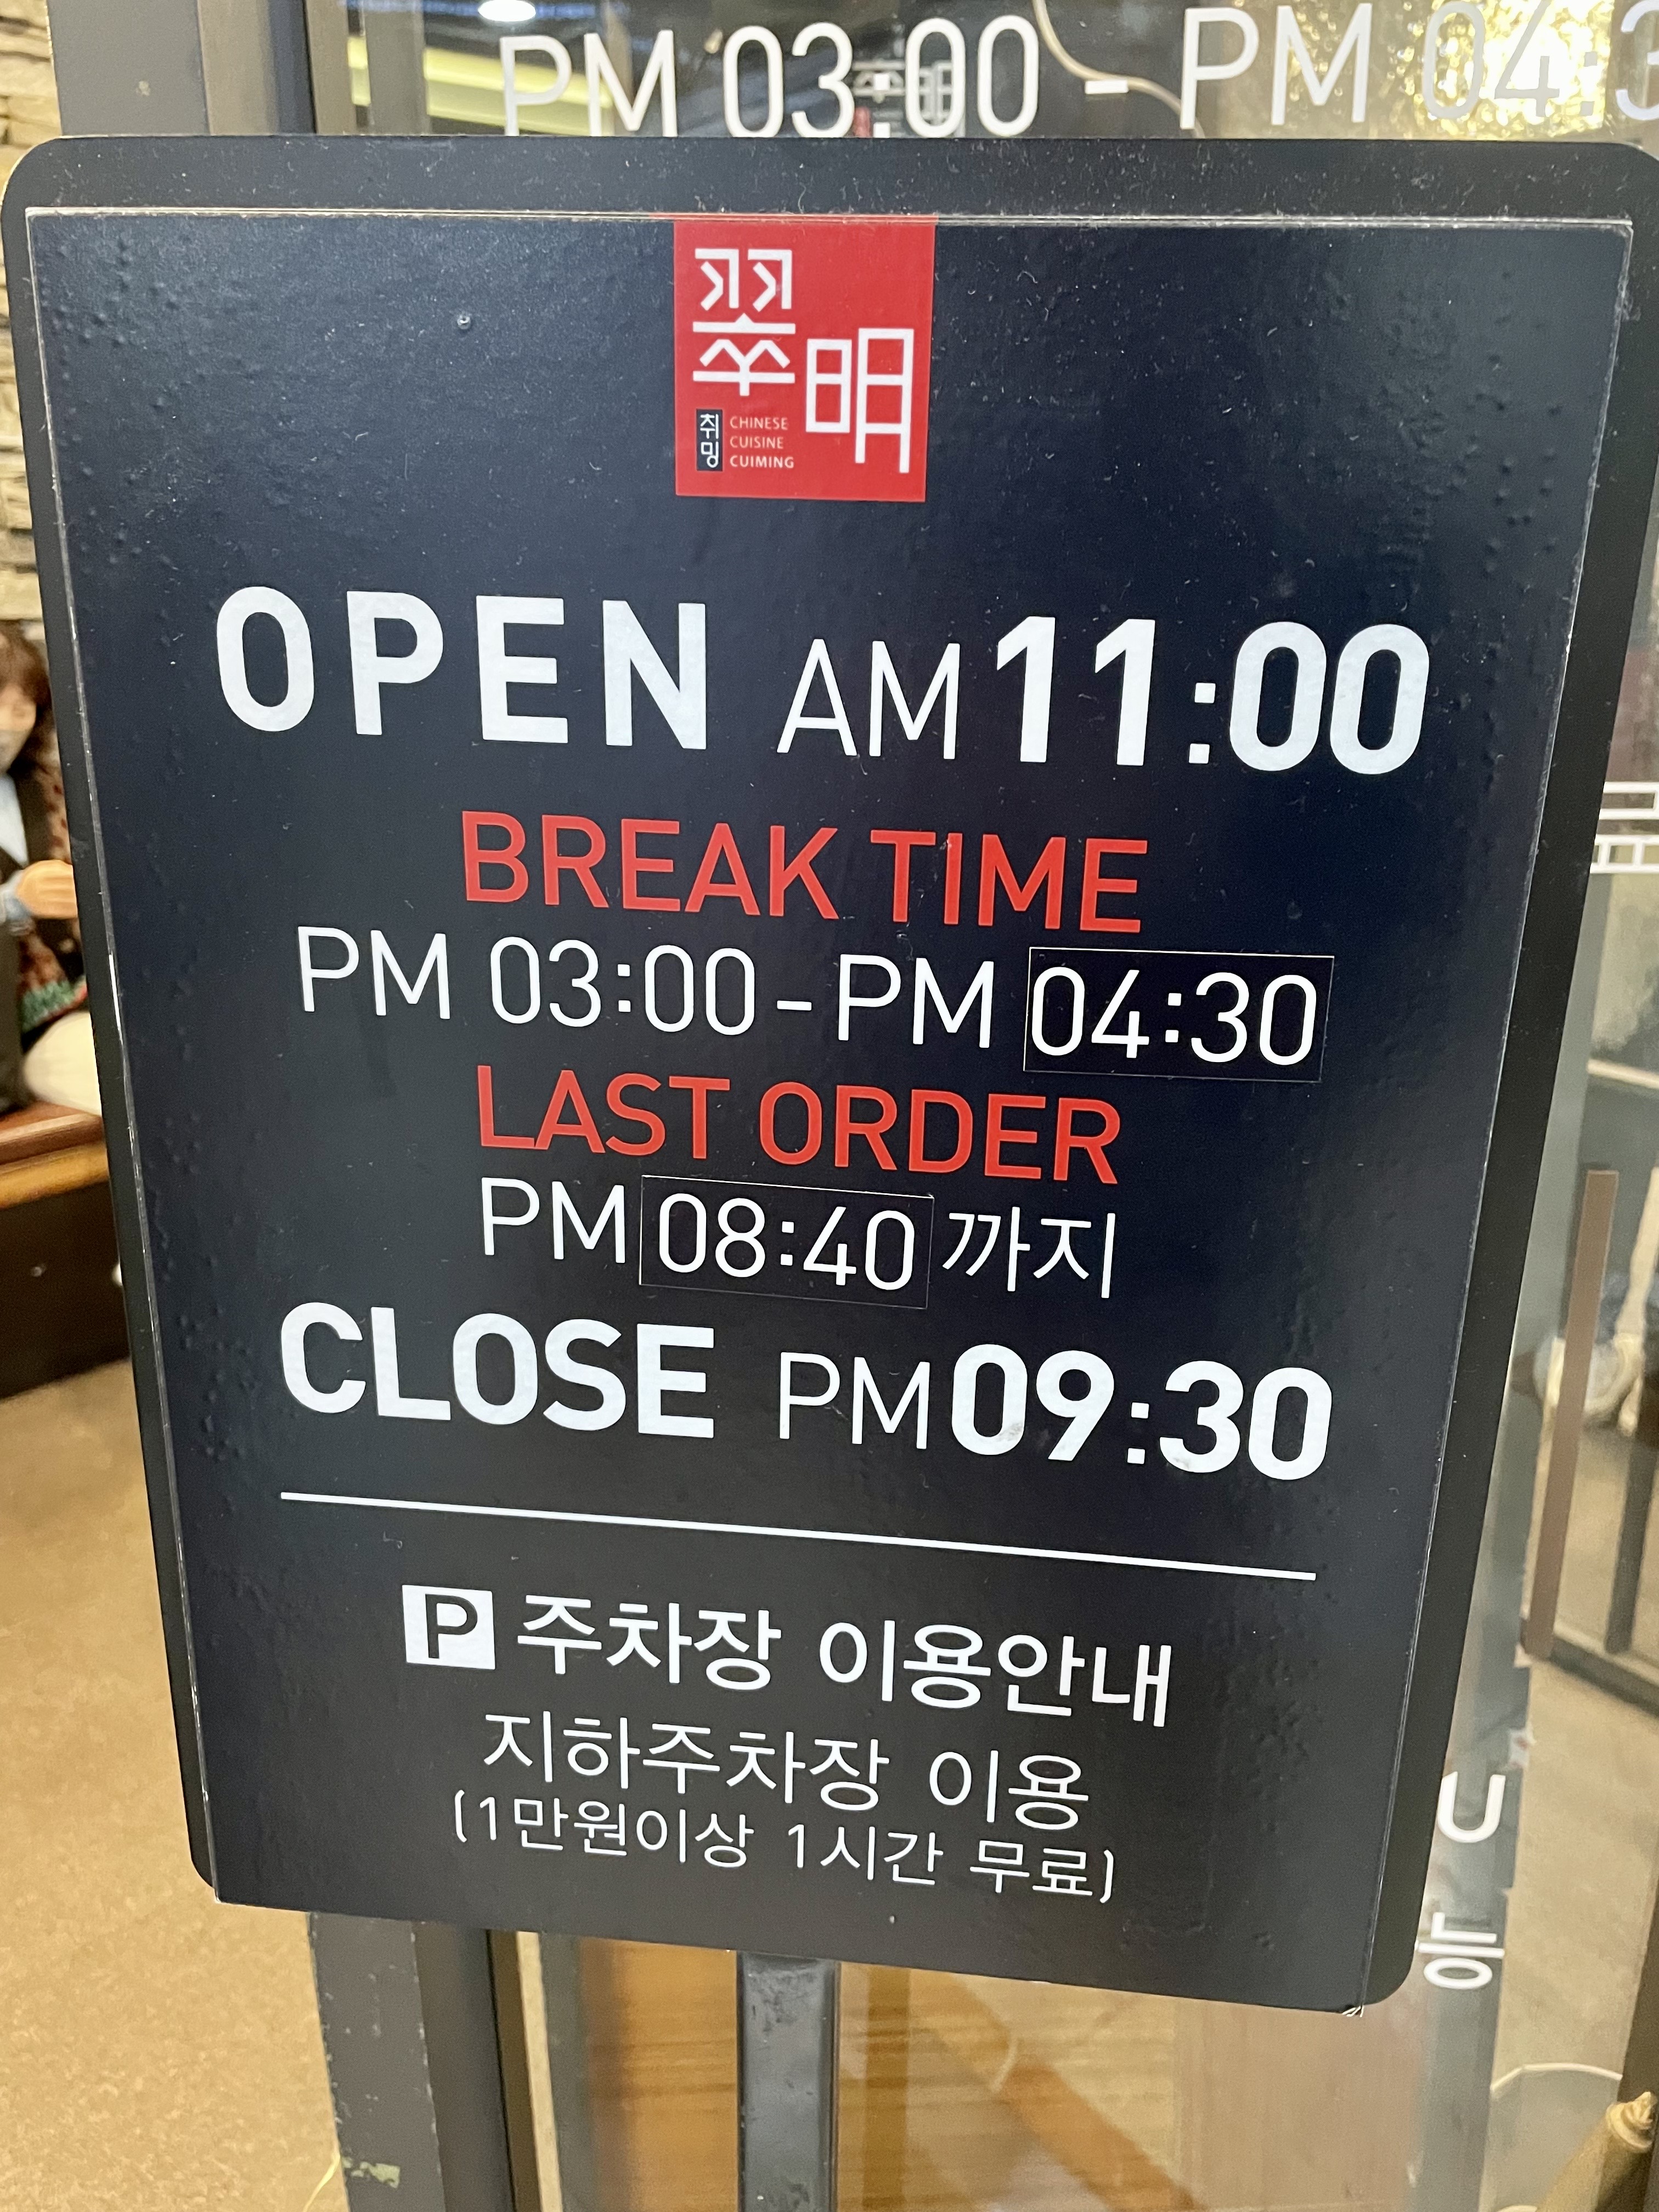 PM 03:00 - PM 04:3
翠明
취밍
CHINESE
CUISINE
CUIMING
OPEN AM 11:00
BREAK TIME
PM 03:00 - PM 04:30
LAST ORDER
PM 08:40 까지
CLOSE PM 09:30
P 주차장 이용안내
지하주차장 이용
(1만원이상 1시간 무료)